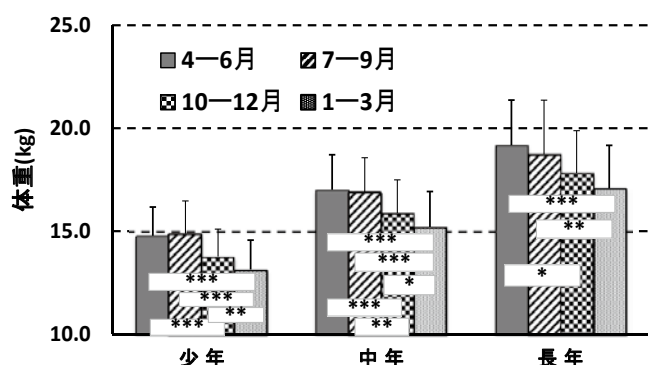 25.0
20.0
15.0
10.0
体重(kg)
4—6月
7—9月
10—12月
1—3月
***
***
**
***
***
***
*
***
**
***
**
*
少 年
中 年
長 年